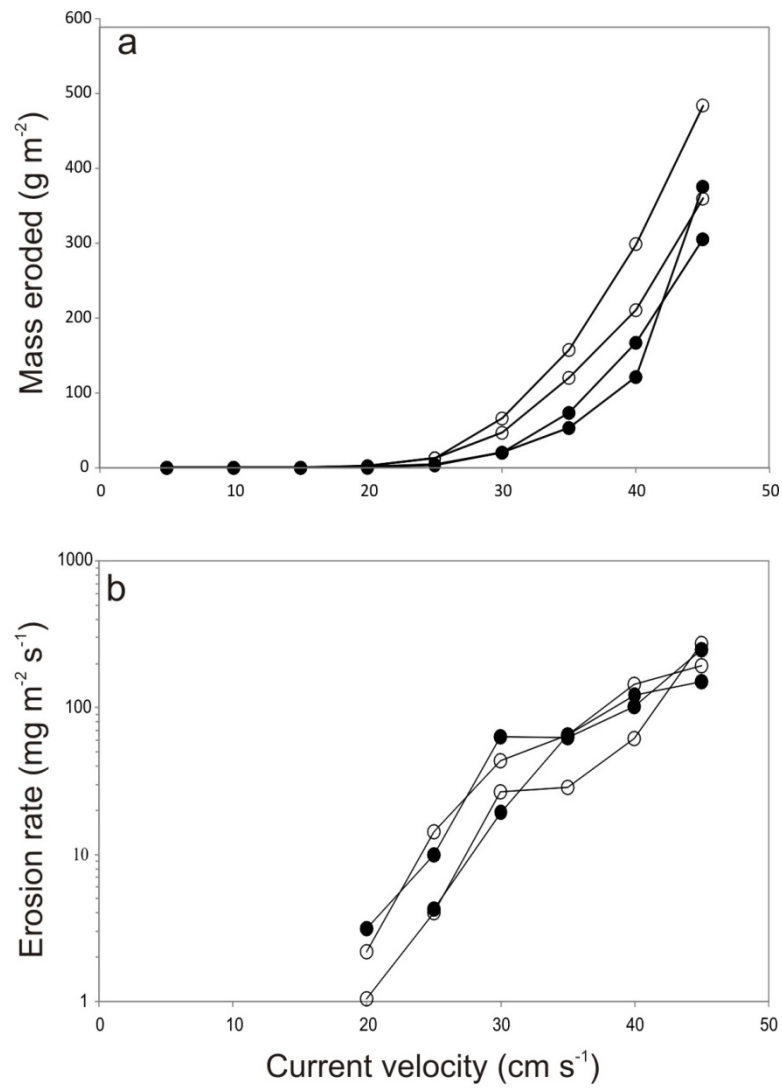 a
600
500
400
300
200
100
0
Mass eroded (g m⁻²)
0 10 20 30 40 50
b
1000
100
10
1
Erosion rate (mg m⁻² s⁻¹)
0 10 20 30 40 50
Current velocity (cm s⁻¹)